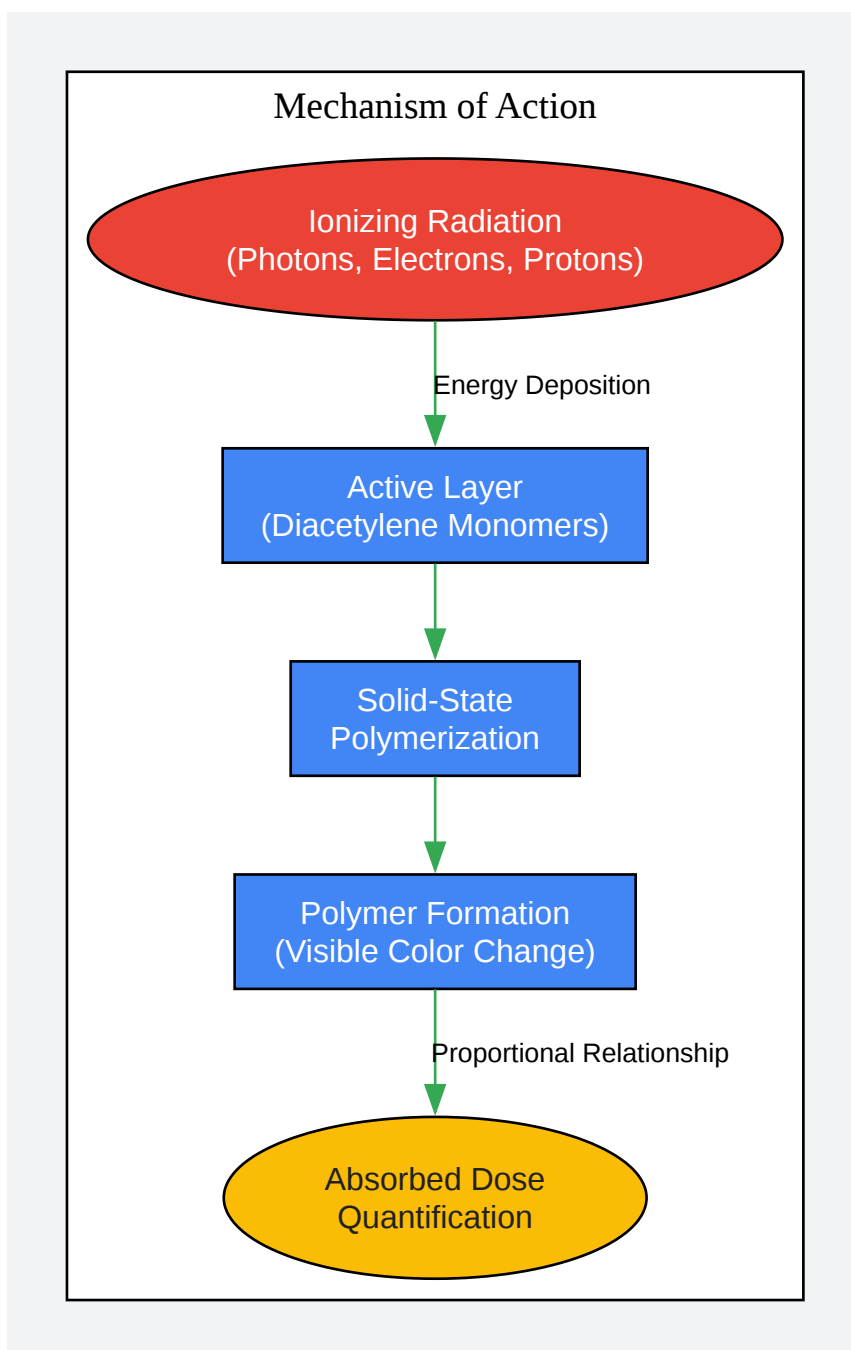 Mechanism of Action
Ionizing Radiation
(Photons, Electrons, Protons)
Energy Deposition
Active Layer
(Diacetylene Monomers)
Solid-State
Polymerization
Polymer Formation
(Visible Color Change)
Proportional Relationship
Absorbed Dose
Quantification